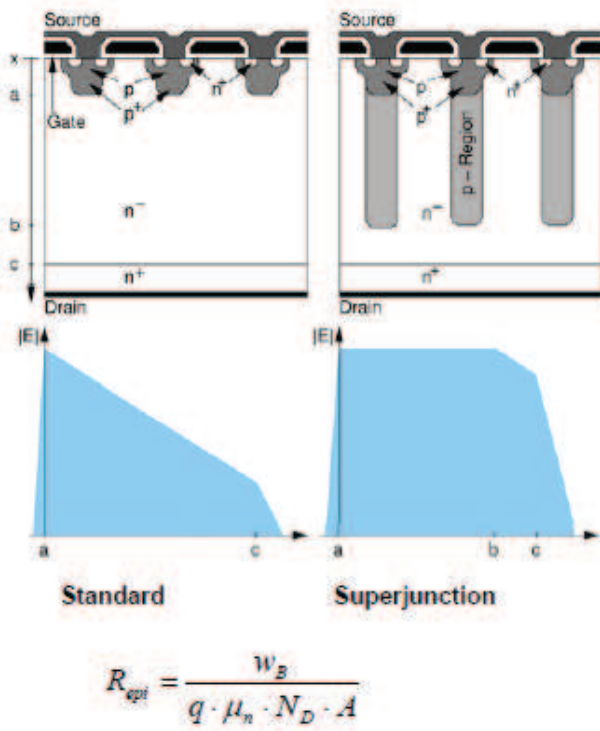 Source Source
x
p n⁺ p n⁺
a
p⁺ p⁺
Gate
p – Region
n⁻ n⁻
b
c
n⁺ n⁺
Drain Drain
|E| |E|
a c a b c
Standard Superjunction
R_epi = w_B / (q · μ_n · N_D · A)